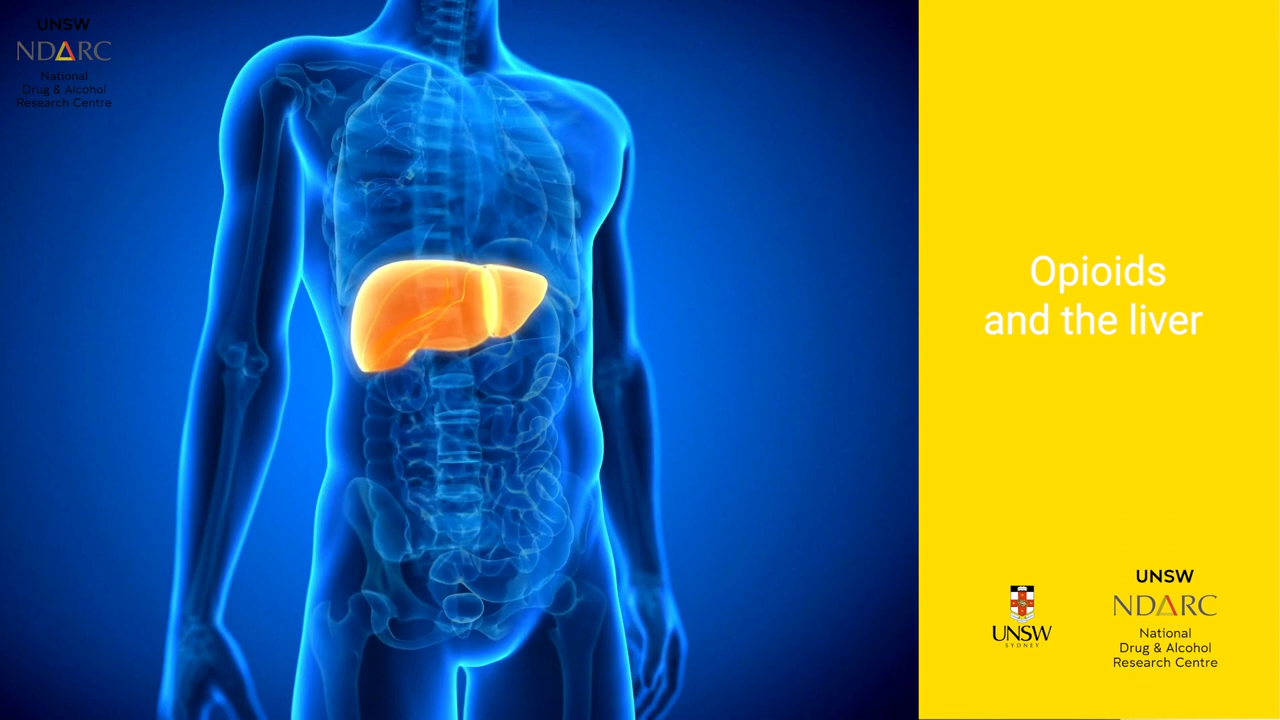 UNSW
NDARC
National
Drug & Alcohol
Research Centre
Opioids
and the liver
UNSW
SYDNEY
UNSW
NDARC
National
Drug & Alcohol
Research Centre